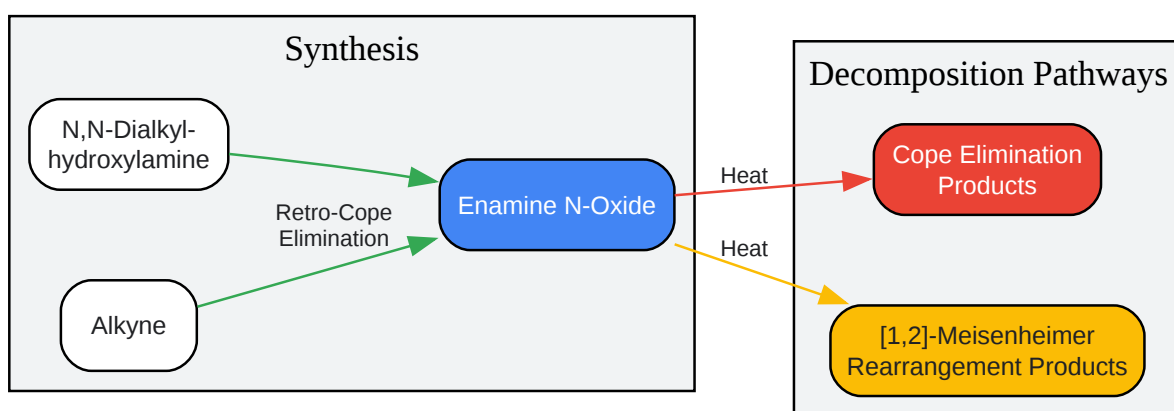 Synthesis
N,N-Dialkyl-
hydroxylamine
Alkyne
Retro-Cope
Elimination
Enamine N-Oxide
Heat
Heat
Decomposition Pathways
Cope Elimination
Products
[1,2]-Meisenheimer
Rearrangement Products